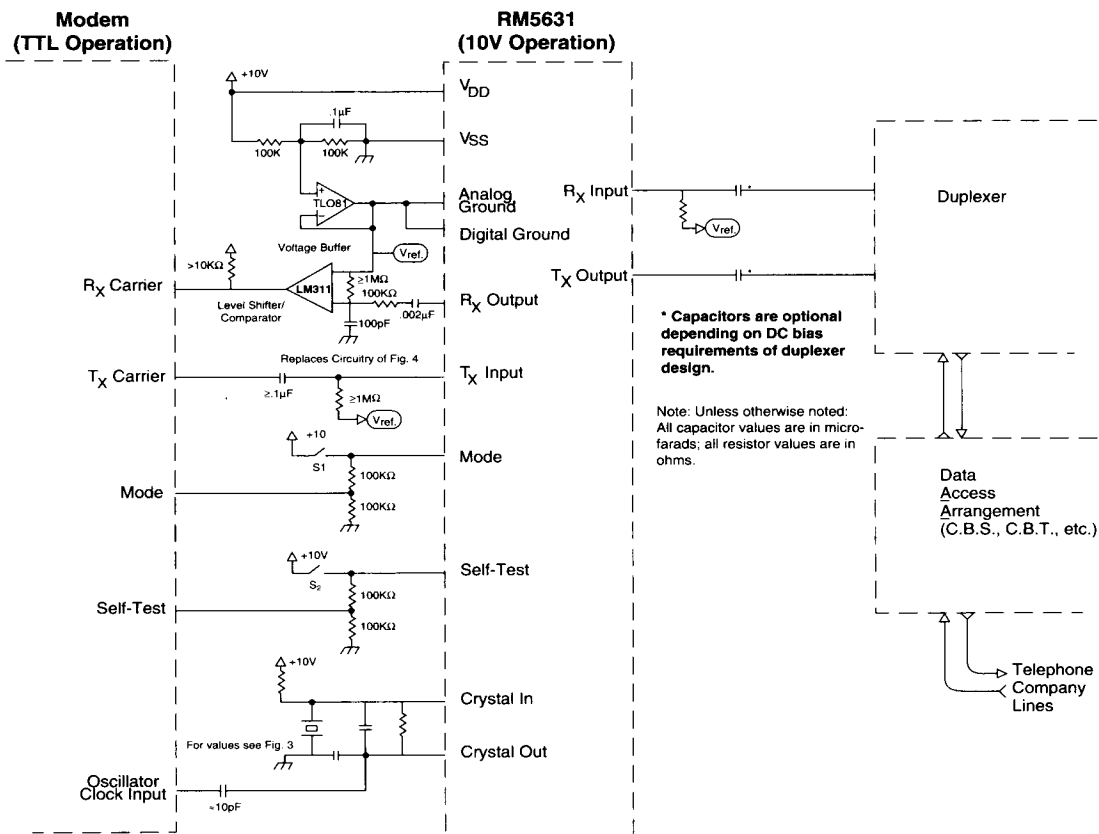 Modem
(TTL Operation)
RM5631
(10V Operation)
+10V
VDD
.1µF
100K
100K
VSS
+
TLO81
−
Analog
Ground
Digital Ground
Voltage Buffer
Vref.
>10KΩ
RX Carrier
LM311
Level Shifter/
Comparator
≥1MΩ
100KΩ
.002µF
100pF
RX Output
Replaces Circuitry of Fig. 4
TX Carrier
≥.1µF
≥1MΩ
Vref.
TX Input
+10
S1
Mode
100KΩ
100KΩ
Mode
+10V
S2
Self-Test
100KΩ
100KΩ
Self-Test
+10V
Crystal In
For values see Fig. 3
Crystal Out
Oscillator
Clock Input
≈10pF
RX Input
*
Vref.
TX Output
*
Duplexer
* Capacitors are optional
depending on DC bias
requirements of duplexer
design.
Note: Unless otherwise noted:
All capacitor values are in micro-
farads; all resistor values are in
ohms.
Data
Access
Arrangement
(C.B.S., C.B.T., etc.)
Telephone
Company
Lines